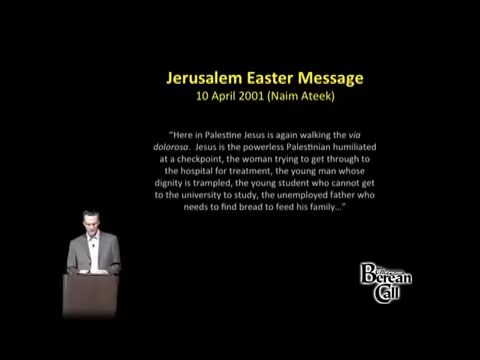 Jerusalem Easter Message
10 April 2001 (Naim Ateek)
“Here in Palestine Jesus is again walking the via
dolorosa. Jesus is the powerless Palestinian humiliated
at a checkpoint, the woman trying to get through to
the hospital for treatment, the young man whose
dignity is trampled, the young student who cannot get
to the university to study, the unemployed father who
needs to find bread to feed his family…”
The
Berean
Call